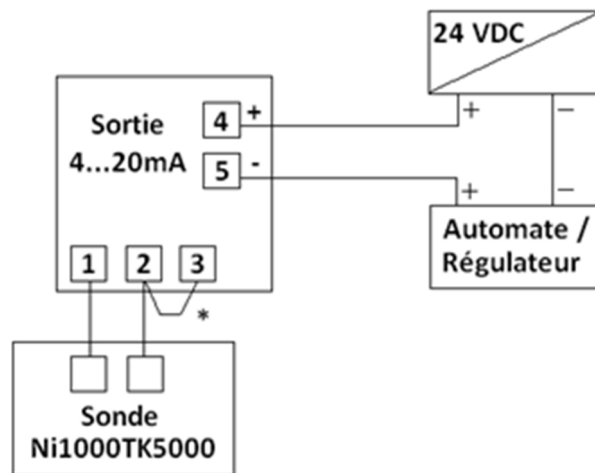 24 VDC
Sortie
4...20mA
4 +
5 -
+ −
+ −
Automate /
Régulateur
1 2 3
*
Sonde
Ni1000TK5000